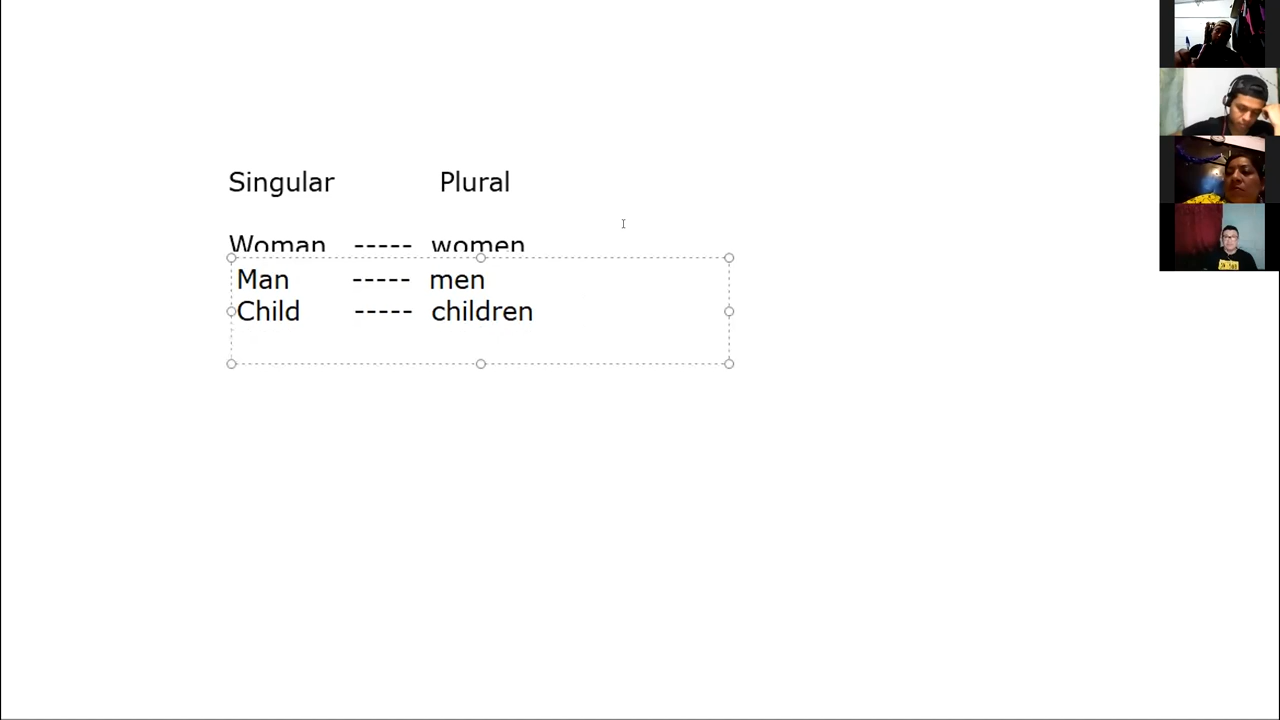 Singular Plural
Woman ----- women
Man ----- men
Child ----- children